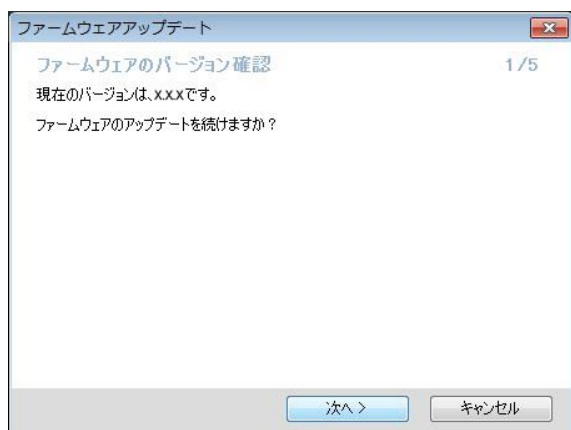 ファームウェアアップデート
ファームウェアのバージョン確認 1/5
現在のバージョンは、X.X.Xです。
ファームウェアのアップデートを続けますか？
次へ >
キャンセル